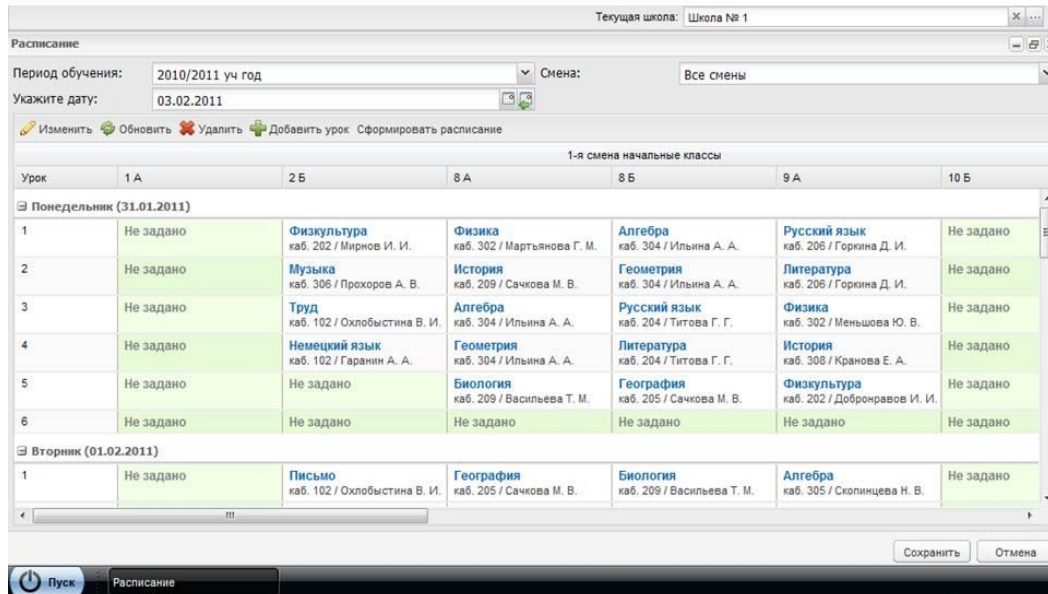 Текущая школа: Школа № 1
Расписание
Период обучения: 2010/2011 уч год Смена: Все смены
Укажите дату: 03.02.2011
Изменить Обновить Удалить Добавить урок Сформировать расписание
1-я смена начальные классы
Урок 1 А 2 Б 8 А 8 Б 9 А 10 Б
Понедельник (31.01.2011)
1 Не задано Физкультура Физика Алгебра Русский язык Не задано
каб. 202 / Мирнов И. И. каб. 302 / Мартьянова Г. М. каб. 304 / Ильина А. А. каб. 206 / Горкина Д. И.
2 Не задано Музыка История Геометрия Литература Не задано
каб. 306 / Прохоров А. В. каб. 209 / Сачкова М. В. каб. 304 / Ильина А. А. каб. 206 / Горкина Д. И.
3 Не задано Труд Алгебра Русский язык Физика Не задано
каб. 102 / Охлобыстина В. И. каб. 304 / Ильина А. А. каб. 204 / Титова Г. Г. каб. 302 / Меньшова Ю. В.
4 Не задано Немецкий язык Геометрия Литература История Не задано
каб. 102 / Гаранин А. А. каб. 304 / Ильина А. А. каб. 204 / Титова Г. Г. каб. 308 / Кранова Е. А.
5 Не задано Не задано Биология География Физкультура Не задано
каб. 209 / Васильева Т. М. каб. 205 / Сачкова М. В. каб. 202 / Добронравов И. И.
6 Не задано Не задано Не задано Не задано Не задано Не задано
Вторник (01.02.2011)
1 Не задано Письмо География Биология Алгебра Не задано
каб. 102 / Охлобыстина В. И. каб. 205 / Сачкова М. В. каб. 209 / Васильева Т. М. каб. 305 / Скопинцева Н. В.
Сохранить Отмена
Пуск Расписание